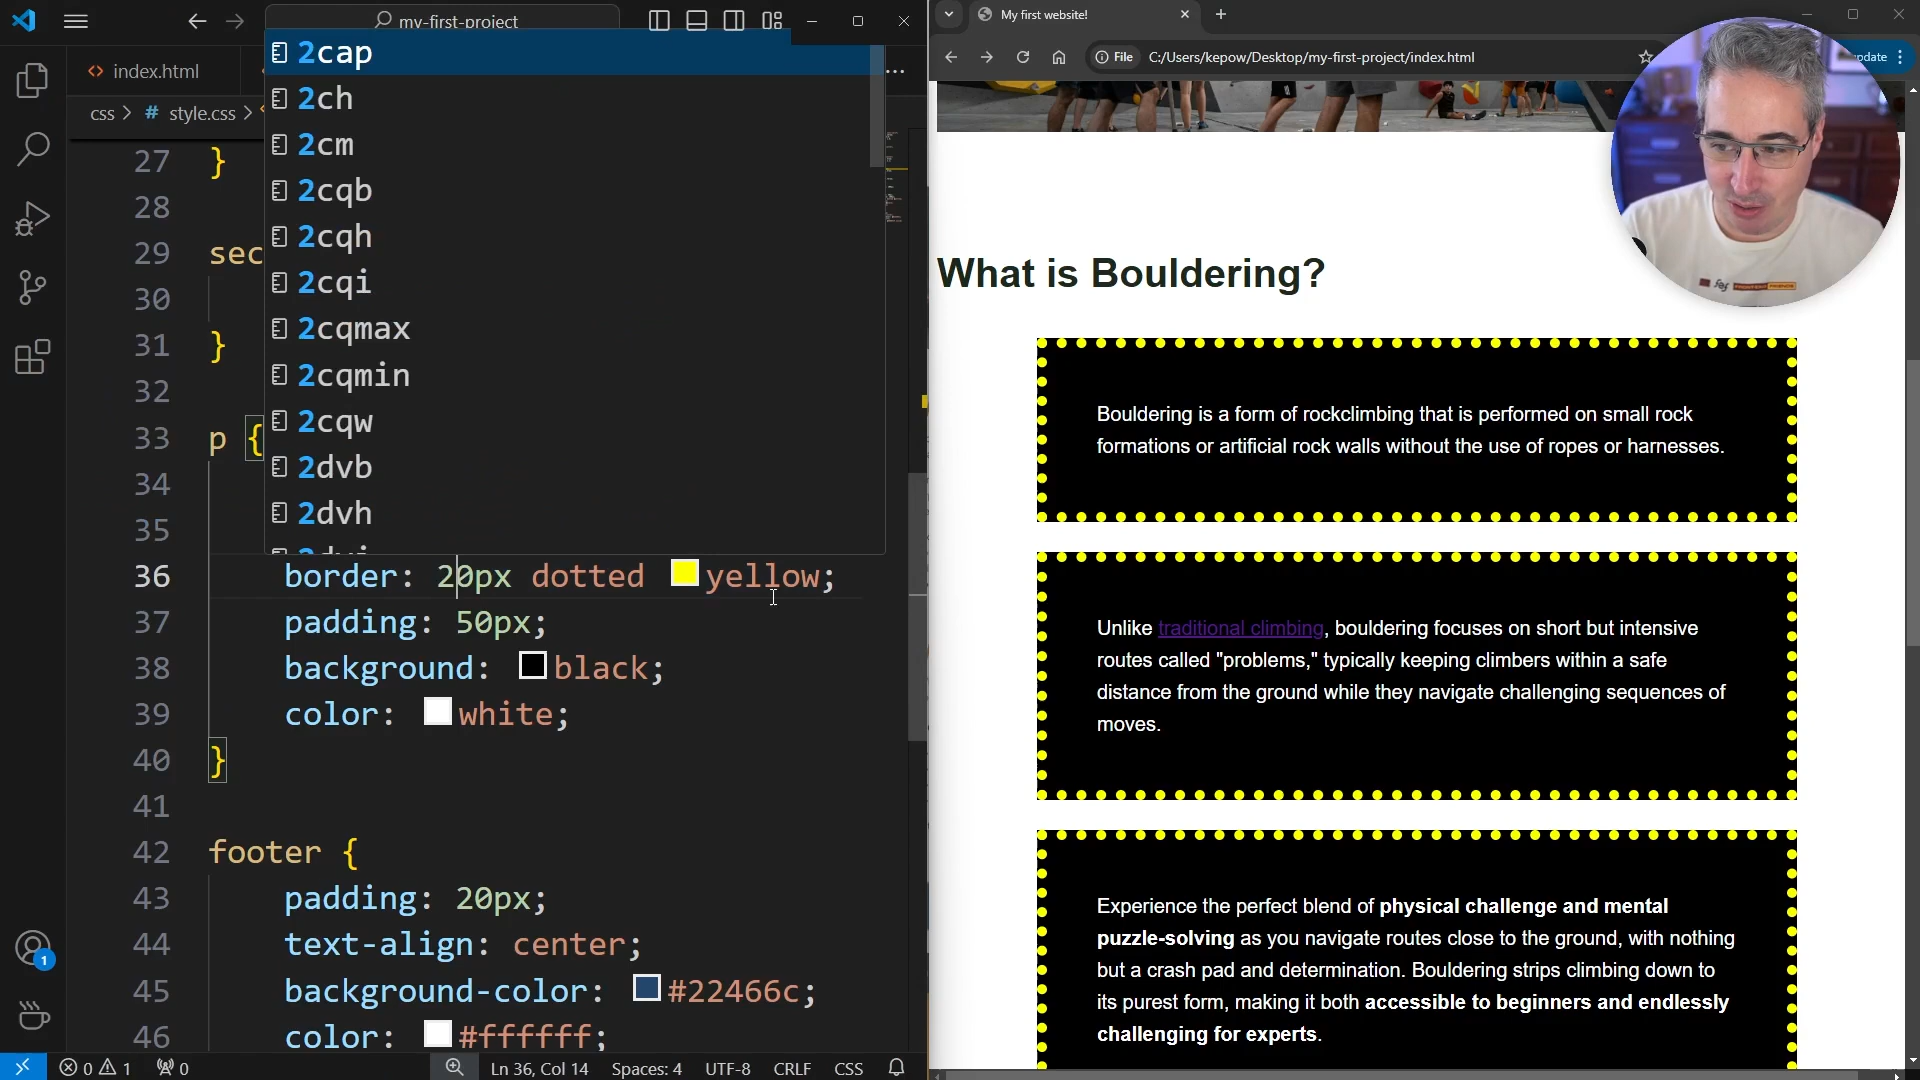 my-first-project
index.html
css > # style.css >
2cap
2ch
2cm
2cqb
2cqh
2cqi
2cqmax
2cqmin
2cqw
2dvb
2dvh
27 }
28
29 sec
30
31 }
32
33 p {
34
35
36 border: 20px dotted yellow;
37 padding: 50px;
38 background: black;
39 color: white;
40 }
41
42 footer {
43 padding: 20px;
44 text-align: center;
45 background-color: #22466c;
46 color: #ffffff;
1
0 1 0
Ln 36, Col 14 Spaces: 4 UTF-8 CRLF CSS
My first website!
File C:/Users/kepow/Desktop/my-first-project/index.html
What is Bouldering?
Bouldering is a form of rockclimbing that is performed on small rock
formations or artificial rock walls without the use of ropes or harnesses.
Unlike traditional climbing, bouldering focuses on short but intensive
routes called "problems," typically keeping climbers within a safe
distance from the ground while they navigate challenging sequences of
moves.
Experience the perfect blend of physical challenge and mental
puzzle-solving as you navigate routes close to the ground, with nothing
but a crash pad and determination. Bouldering strips climbing down to
its purest form, making it both accessible to beginners and endlessly
challenging for experts.